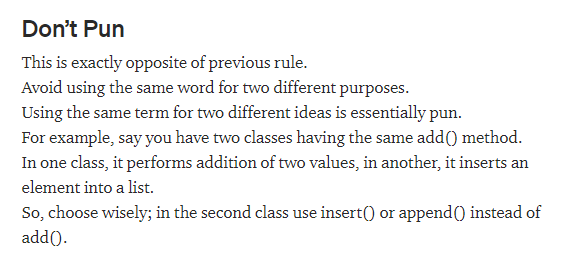 Don't Pun
This is exactly opposite of previous rule.
Avoid using the same word for two different purposes.
Using the same term for two different ideas is essentially pun.
For example, say you have two classes having the same add() method.
In one class, it performs addition of two values, in another, it inserts an
element into a list.
So, choose wisely; in the second class use insert() or append() instead of
add().